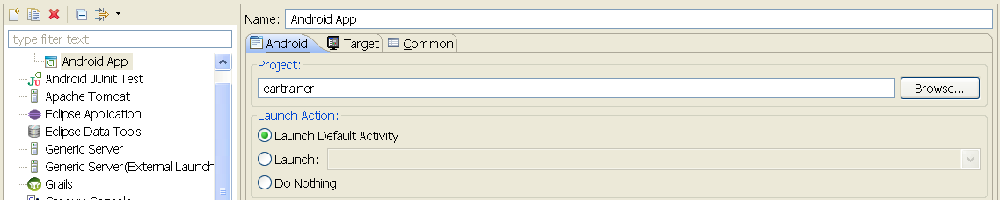 type filter text
Android App
Android JUnit Test
Apache Tomcat
Eclipse Application
Eclipse Data Tools
Generic Server
Generic Server(External Launch
Grails
Name: Android App
Android Target Common
Project:
eartrainer
Browse...
Launch Action:
Launch Default Activity
Launch:
Do Nothing